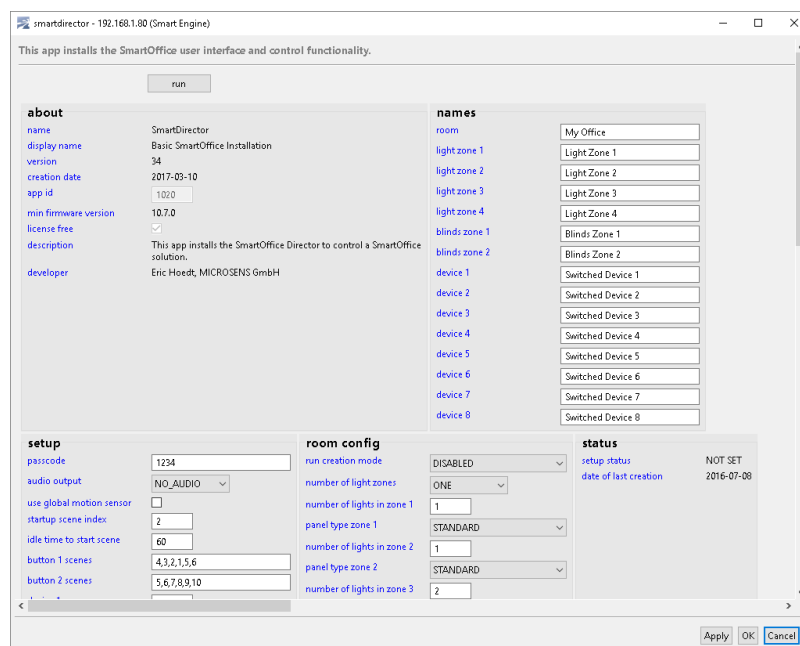 smartdirector - 192.168.1.80 (Smart Engine)
This app installs the SmartOffice user interface and control functionality.
run
about
name SmartDirector
display name Basic SmartOffice Installation
version 34
creation date 2017-03-10
app id 1020
min firmware version 10.7.0
license free
description This app installs the SmartOffice Director to control a SmartOffice
solution.
developer Eric Hoedt, MICROSENS GmbH
names
room My Office
light zone 1 Light Zone 1
light zone 2 Light Zone 2
light zone 3 Light Zone 3
light zone 4 Light Zone 4
blinds zone 1 Blinds Zone 1
blinds zone 2 Blinds Zone 2
device 1 Switched Device 1
device 2 Switched Device 2
device 3 Switched Device 3
device 4 Switched Device 4
device 5 Switched Device 5
device 6 Switched Device 6
device 7 Switched Device 7
device 8 Switched Device 8
setup
passcode 1234
audio output NO_AUDIO
use global motion sensor
startup scene index 2
idle time to start scene 60
button 1 scenes 4,3,2,1,5,6
button 2 scenes 5,6,7,8,9,10
room config
run creation mode DISABLED
number of light zones ONE
number of lights in zone 1 1
panel type zone 1 STANDARD
number of lights in zone 2 1
panel type zone 2 STANDARD
number of lights in zone 3 2
status
setup status NOT SET
date of last creation 2016-07-08
Apply OK Cancel